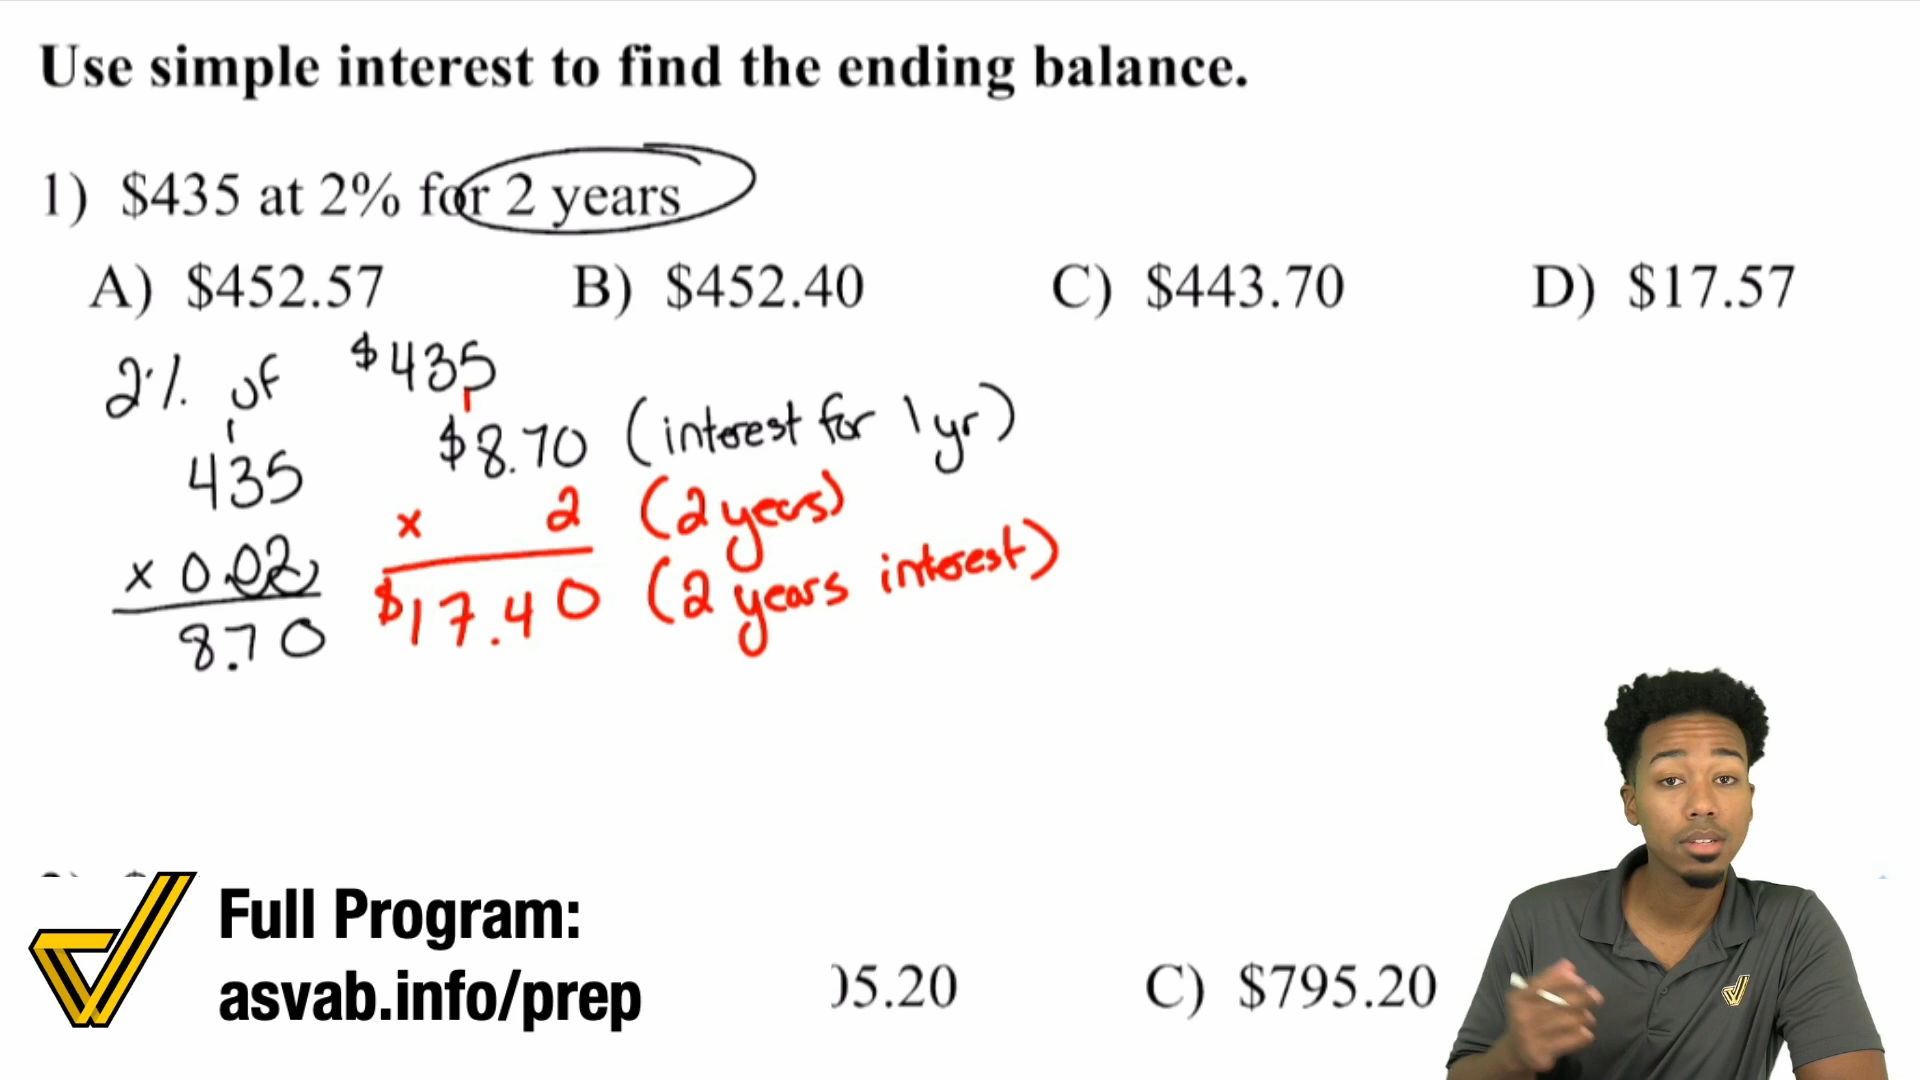 Use simple interest to find the ending balance.
1) $435 at 2% for 2 years
A) $452.57 B) $452.40 C) $443.70 D) $17.57
2% of $435
435
x 0.02
8.70
$8.70 (interest for 1 yr)
x 2 (2 years)
$17.40 (2 years interest)
Full Program:
asvab.info/prep
05.20 C) $795.20